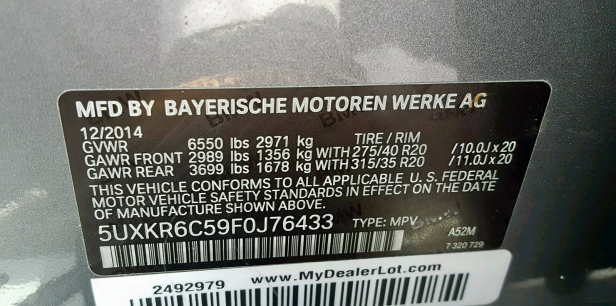 MFD BY BAYERISCHE MOTOREN WERKE AG
12/2014
GVWR 6550 lbs 2971 kg TIRE / RIM
GAWR FRONT 2989 lbs 1356 kg WITH 275/40 R20 /10.0J x 20
GAWR REAR 3699 lbs 1678 kg WITH 315/35 R20 /11.0J x 20
THIS VEHICLE CONFORMS TO ALL APPLICABLE U. S. FEDERAL
MOTOR VEHICLE SAFETY STANDARDS IN EFFECT ON THE DATE
OF MANUFACTURE SHOWN ABOVE.
5UXKR6C59F0J76433 TYPE: MPV A52M
7 320 729
2492979 www.MyDealerLot.com